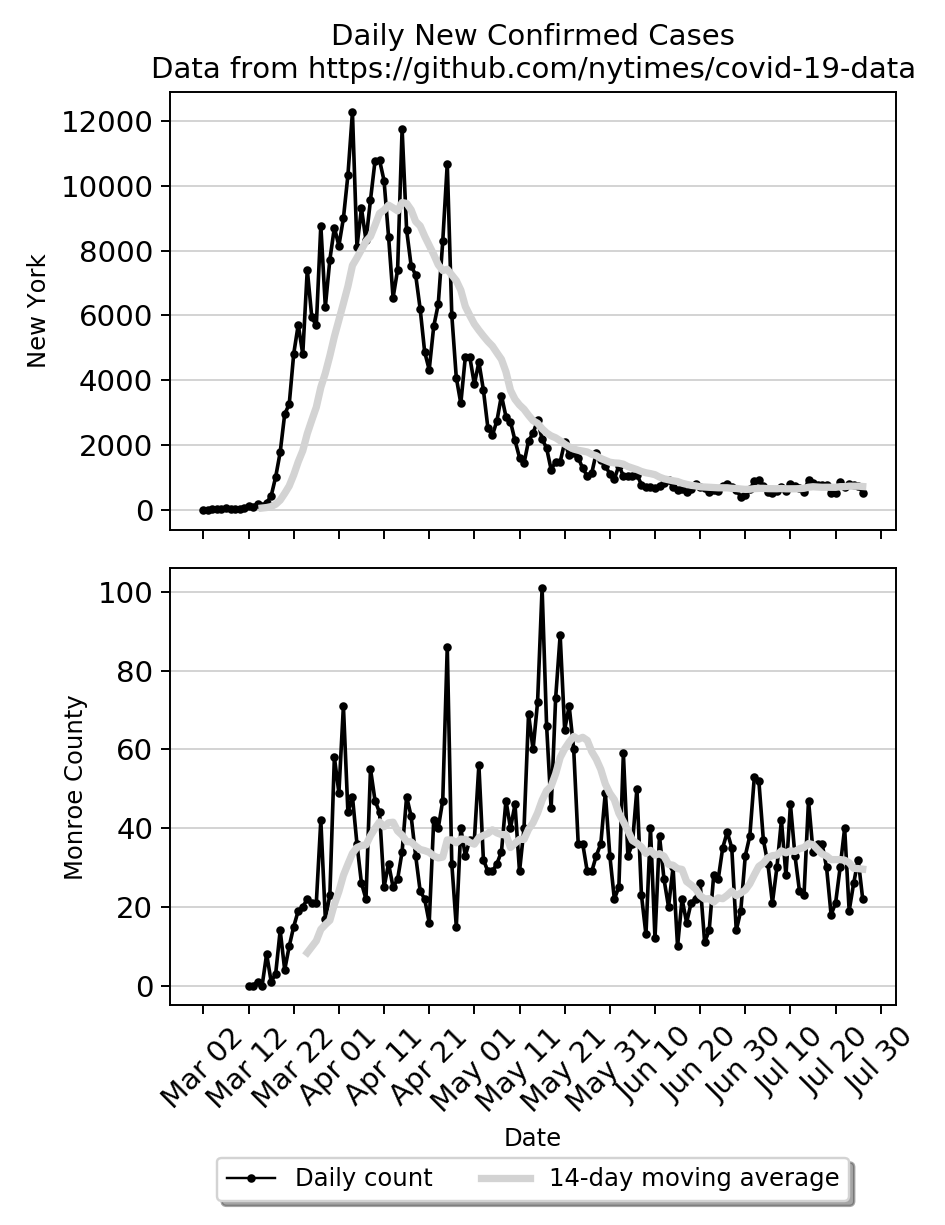 Daily New Confirmed Cases
Data from https://github.com/nytimes/covid-19-data
12000
10000
8000
6000
4000
2000
0
New York
100
80
60
40
20
0
Monroe County
Mar 02
Mar 12
Mar 22
Apr 01
Apr 11
Apr 21
May 01
May 11
May 21
May 31
Jun 10
Jun 20
Jun 30
Jul 10
Jul 20
Jul 30
Date
Daily count
14-day moving average